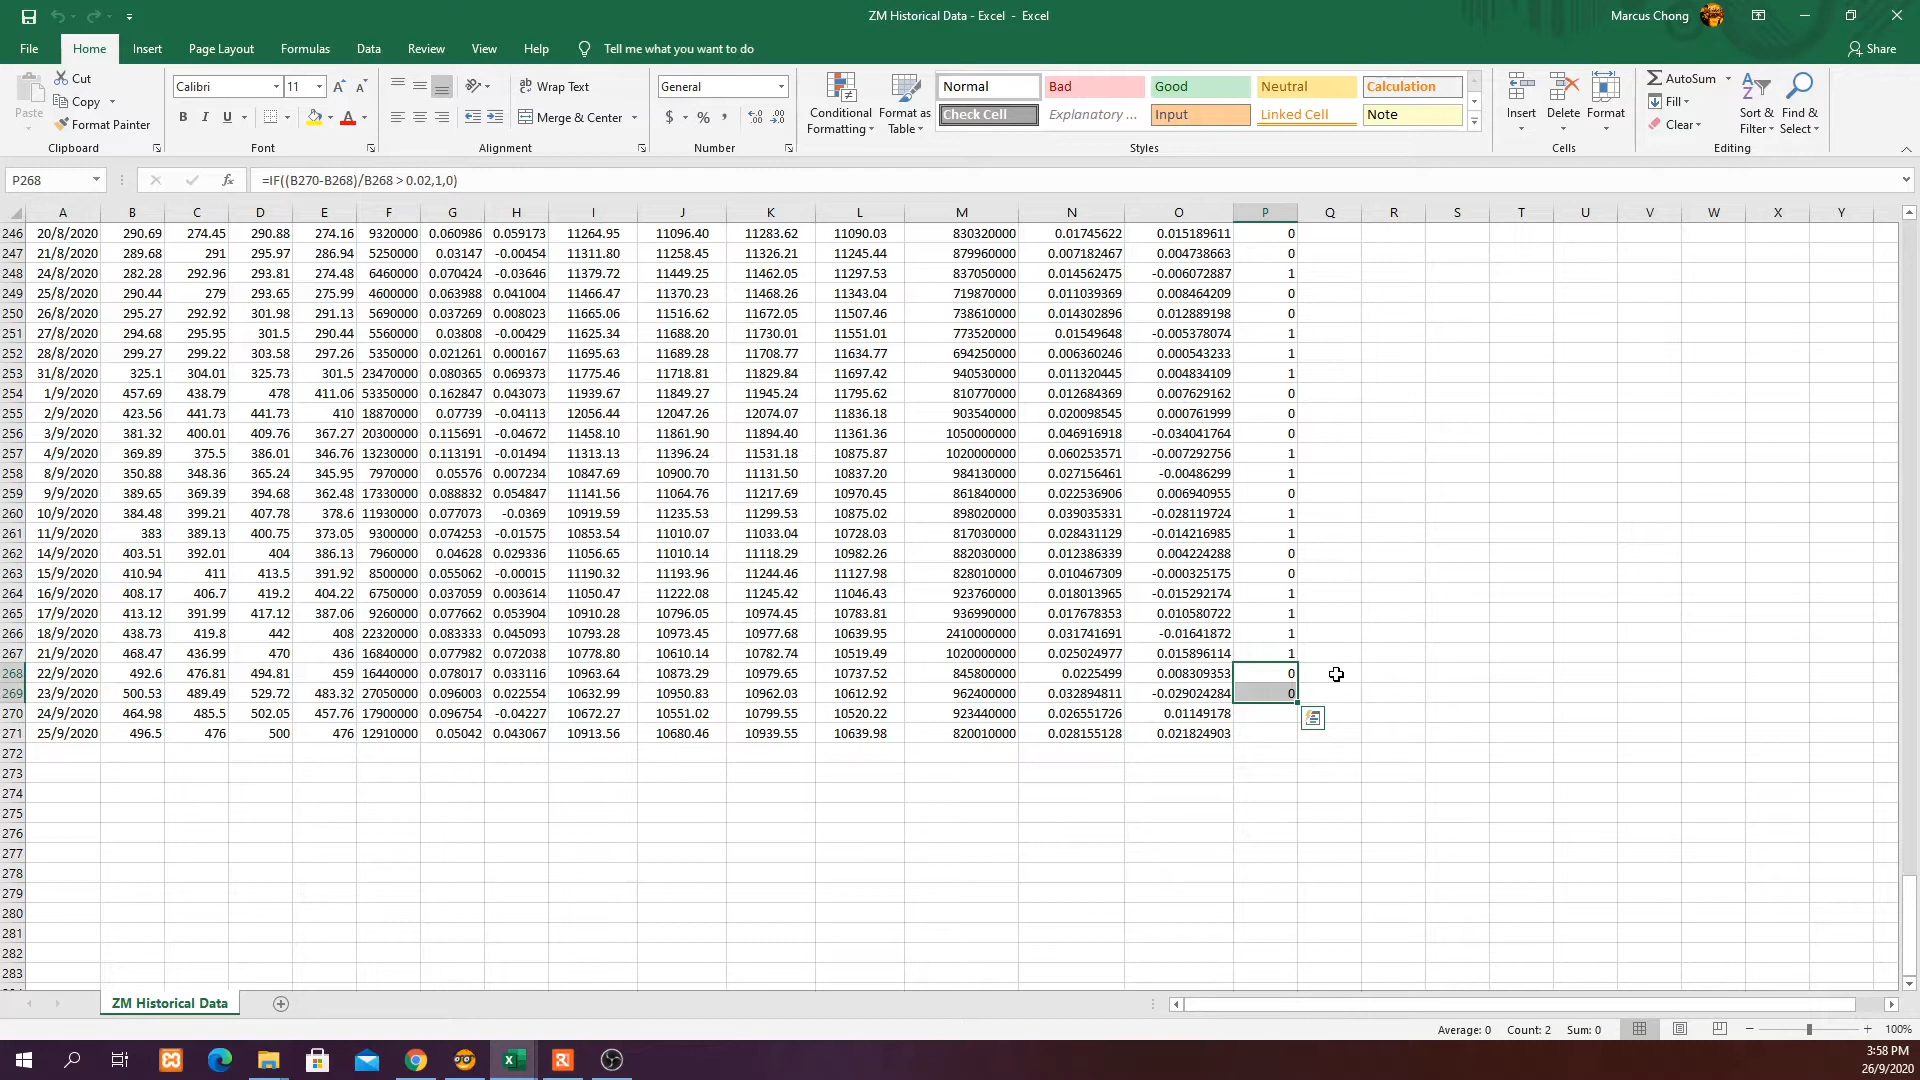 ZM Historical Data - Excel - Excel
Marcus Chong
File Home Insert Page Layout Formulas Data Review View Help Tell me what you want to do Share
Paste
Cut
Copy
Format Painter
Clipboard
Calibri 11
B I U
Font
Wrap Text
Merge & Center
Alignment
General
$ % ,
Number
Conditional Formatting
Format as Table
Normal Bad Good Neutral Calculation
Check Cell Explanatory ... Input Linked Cell Note
Styles
Insert Delete Format
Cells
AutoSum
Fill
Clear
Sort & Filter
Find & Select
Editing
P268 fx =IF((B270-B268)/B268 > 0.02,1,0)
A B C D E F G H I J K L M N O P Q R S T U V W X Y
246 20/8/2020 290.69 274.45 290.88 274.16 9320000 0.060986 0.059173 11264.95 11096.40 11283.62 11090.03 830320000 0.01745622 0.015189611 0
247 21/8/2020 289.68 291 295.97 286.94 5250000 0.03147 -0.00454 11311.80 11258.45 11326.21 11245.44 879960000 0.007182467 0.004738663 0
248 24/8/2020 282.28 292.96 293.81 274.48 6460000 0.070424 -0.03646 11379.72 11449.25 11462.05 11297.53 837050000 0.014562475 -0.006072887 1
249 25/8/2020 290.44 279 293.65 275.99 4600000 0.063988 0.041004 11466.47 11370.23 11468.26 11343.04 719870000 0.011039369 0.008464209 0
250 26/8/2020 295.27 292.92 301.98 291.13 5690000 0.037269 0.008023 11665.06 11516.62 11672.05 11507.46 738610000 0.014302896 0.012889198 0
251 27/8/2020 294.68 295.95 301.5 290.44 5560000 0.03808 -0.00429 11625.34 11688.20 11730.01 11551.01 773520000 0.01549648 -0.005378074 1
252 28/8/2020 299.27 299.22 303.58 297.26 5350000 0.021261 0.000167 11695.63 11689.28 11708.77 11634.77 694250000 0.006360246 0.000543233 1
253 31/8/2020 325.1 304.01 325.73 301.5 23470000 0.080365 0.069373 11775.46 11718.81 11829.84 11697.42 940530000 0.011320445 0.004834109 1
254 1/9/2020 457.69 438.79 478 411.06 53350000 0.162847 0.043073 11939.67 11849.27 11945.24 11795.62 810770000 0.012684369 0.007629162 0
255 2/9/2020 423.56 441.73 441.73 410 18870000 0.07739 -0.04113 12056.44 12047.26 12074.07 11836.18 903540000 0.020098545 0.000761999 0
256 3/9/2020 381.32 400.01 409.76 367.27 20300000 0.115691 -0.04672 11458.10 11861.90 11894.40 11361.36 1050000000 0.046916918 -0.034041764 0
257 4/9/2020 369.89 375.5 386.01 346.76 13230000 0.113191 -0.01494 11313.13 11396.24 11531.18 10875.87 1020000000 0.060253571 -0.007292756 1
258 8/9/2020 350.88 348.36 365.24 345.95 7970000 0.05576 0.007234 10847.69 10900.70 11131.50 10837.20 984130000 0.027156461 -0.00486299 1
259 9/9/2020 389.65 369.39 394.68 362.48 17330000 0.088832 0.054847 11141.56 11064.76 11217.69 10970.45 861840000 0.022536906 0.006940955 0
260 10/9/2020 384.48 399.21 407.78 378.6 11930000 0.077073 -0.0369 10919.59 11235.53 11299.53 10875.02 898020000 0.039035331 -0.028119724 1
261 11/9/2020 383 389.13 400.75 373.05 9300000 0.074253 -0.01575 10853.54 11010.07 11033.04 10728.03 817030000 0.028431129 -0.014216985 1
262 14/9/2020 403.51 392.01 404 386.13 7960000 0.04628 0.029336 11056.65 11010.14 11118.29 10982.26 882030000 0.012386339 0.004224288 0
263 15/9/2020 410.94 411 413.5 391.92 8500000 0.055062 -0.00015 11190.32 11193.96 11244.46 11127.98 828010000 0.010467309 -0.000325175 0
264 16/9/2020 408.17 406.7 419.2 404.22 6750000 0.037059 0.003614 11050.47 11222.08 11245.42 11046.43 923760000 0.018013965 -0.015292174 1
265 17/9/2020 413.12 391.99 417.12 387.06 9260000 0.077662 0.053904 10910.28 10796.05 10974.45 10783.81 936990000 0.017678353 0.010580722 1
266 18/9/2020 438.73 419.8 442 408 22320000 0.083333 0.045093 10793.28 10973.45 10977.68 10639.95 2410000000 0.031741691 -0.01641872 1
267 21/9/2020 468.47 436.99 470 436 16840000 0.077982 0.072038 10778.80 10610.14 10782.74 10519.49 1020000000 0.025024977 0.015896114 1
268 22/9/2020 492.6 476.81 494.81 459 16440000 0.078017 0.033116 10963.64 10873.29 10979.65 10737.52 845800000 0.0225499 0.008309353 0
269 23/9/2020 500.53 489.49 529.72 483.32 27050000 0.096003 0.022554 10632.99 10950.83 10962.03 10612.92 962400000 0.032894811 -0.029024284 0
270 24/9/2020 464.98 485.5 502.05 457.76 17900000 0.096754 -0.04227 10672.27 10551.02 10799.55 10520.22 923440000 0.026551726 0.01149178
271 25/9/2020 496.5 476 500 476 12910000 0.05042 0.043067 10913.56 10680.46 10939.55 10639.98 820010000 0.028155128 0.021824903
272
273
274
275
276
277
278
279
280
281
282
283
ZM Historical Data
Average: 0 Count: 2 Sum: 0 100%
3:58 PM
26/9/2020